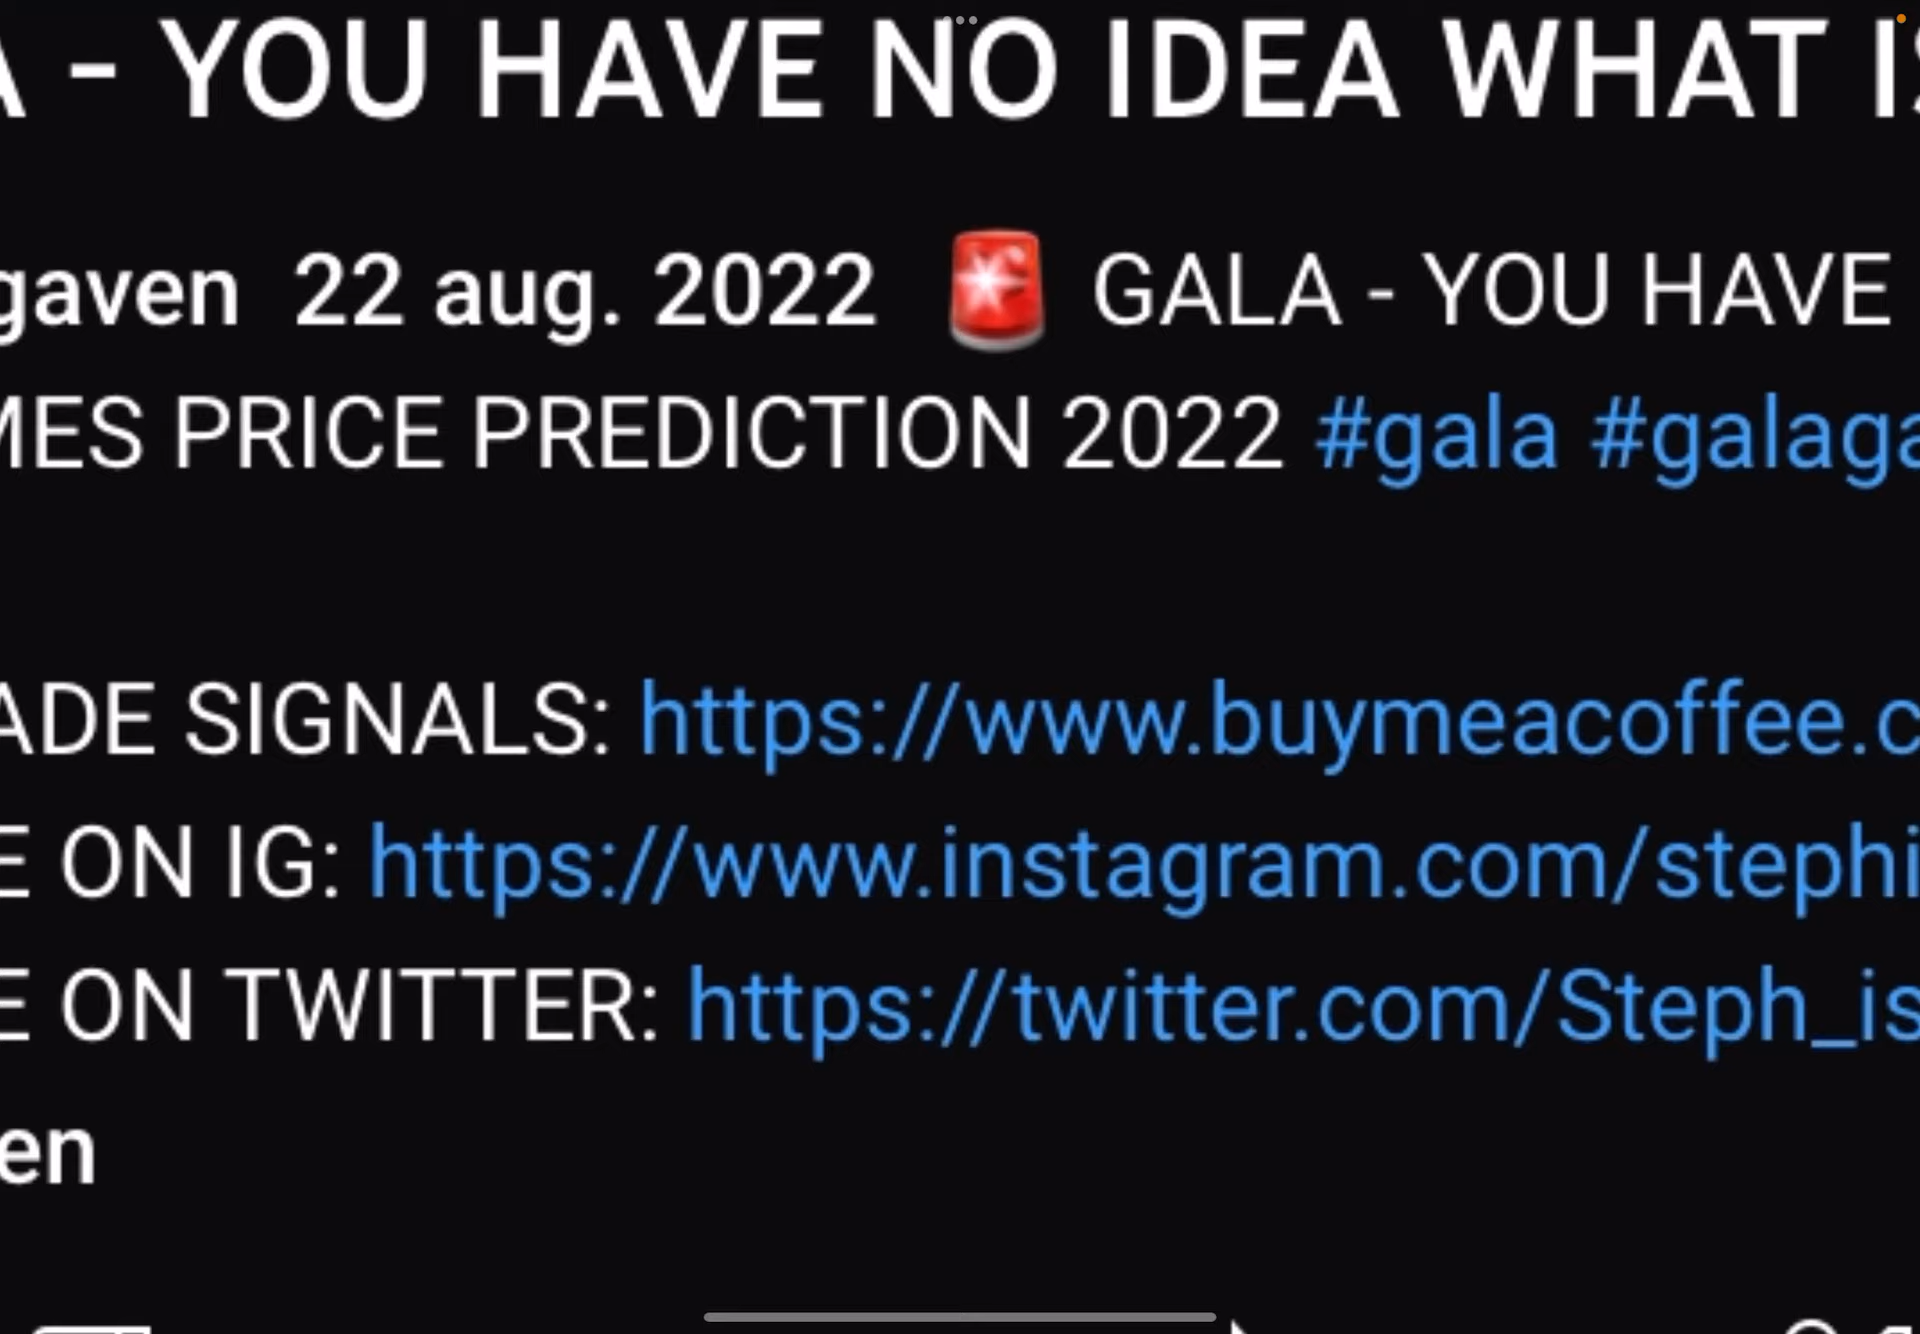 A - YOU HAVE NO IDEA WHAT IS
gaven 22 aug. 2022 🚨 GALA - YOU HAVE
MES PRICE PREDICTION 2022 #gala #galaga
ADE SIGNALS: https://www.buymeacoffee.c
E ON IG: https://www.instagram.com/stephi
E ON TWITTER: https://twitter.com/Steph_is
en